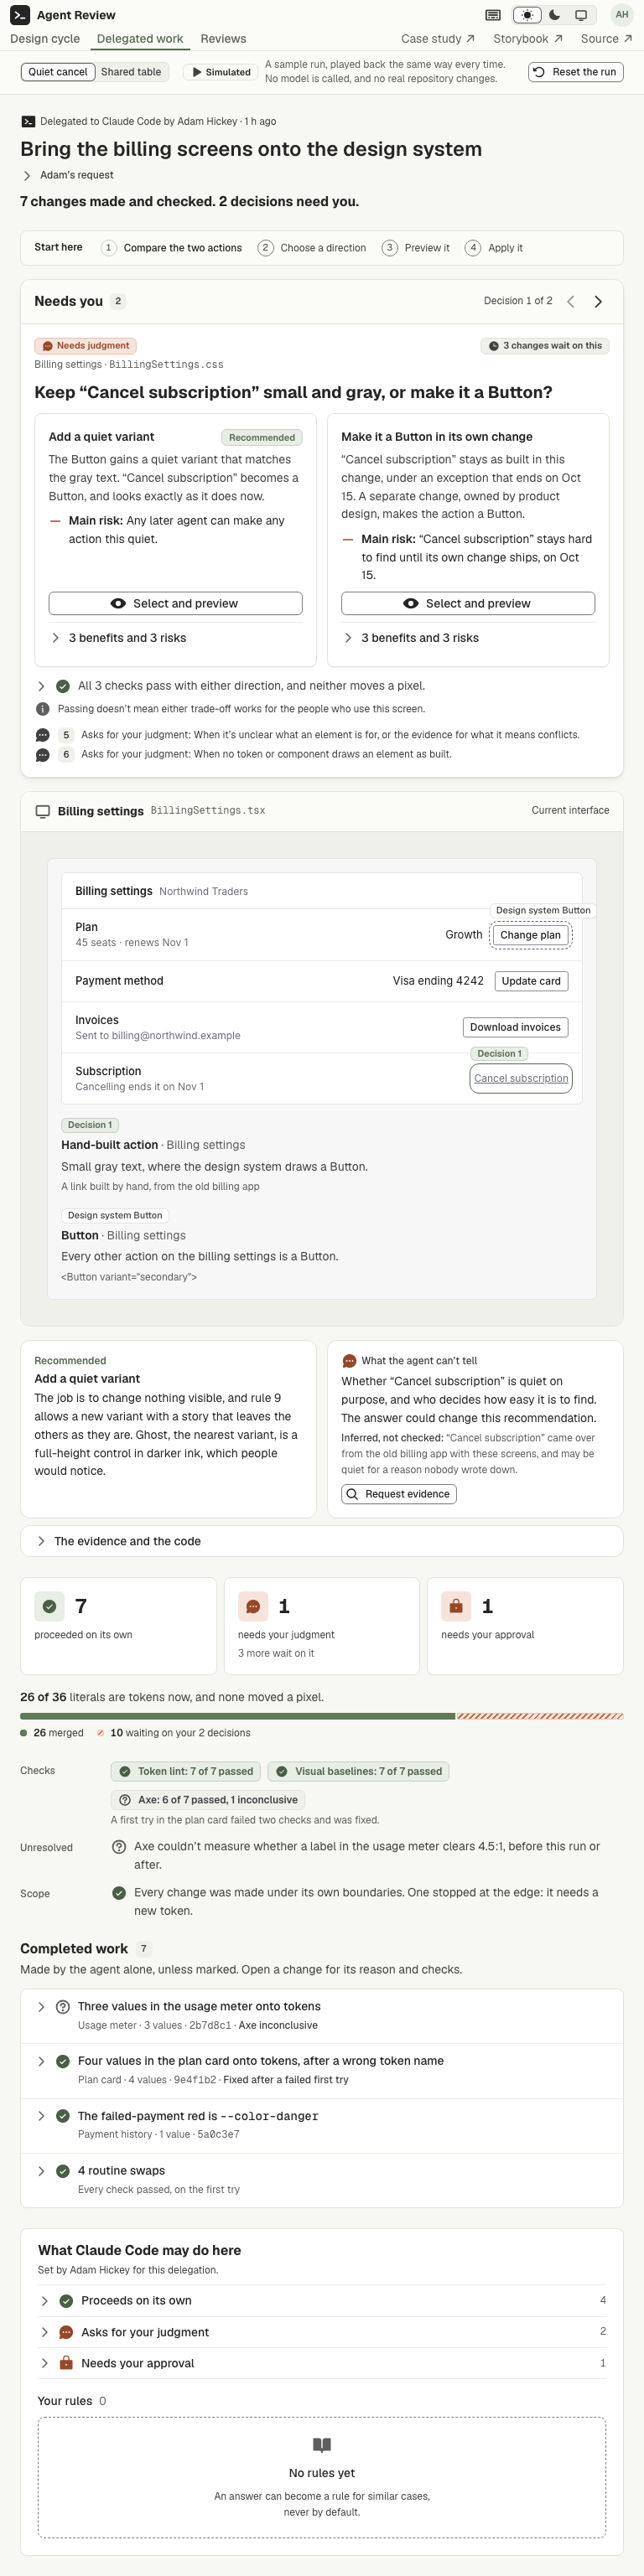 Agent Review
AH
Design cycle Delegated work Reviews Case study ↗ Storybook ↗ Source ↗
Quiet cancel Shared table Simulated A sample run, played back the same way every time.
No model is called, and no real repository changes. Reset the run
Delegated to Claude Code by Adam Hickey · 1 h ago
Bring the billing screens onto the design system
Adam's request
7 changes made and checked. 2 decisions need you.
Start here 1 Compare the two actions 2 Choose a direction 3 Preview it 4 Apply it
Needs you 2 Decision 1 of 2
Needs judgment 3 changes wait on this
Billing settings · BillingSettings.css
Keep “Cancel subscription” small and gray, or make it a Button?
Add a quiet variant Recommended
The Button gains a quiet variant that matches
the gray text. “Cancel subscription” becomes a
Button, and looks exactly as it does now.
— Main risk: Any later agent can make any
action this quiet.
Select and preview
3 benefits and 3 risks
Make it a Button in its own change
“Cancel subscription” stays as built in this
change, under an exception that ends on Oct
15. A separate change, owned by product
design, makes the action a Button.
— Main risk: “Cancel subscription” stays hard
to find until its own change ships, on Oct
15.
Select and preview
3 benefits and 3 risks
All 3 checks pass with either direction, and neither moves a pixel.
Passing doesn't mean either trade-off works for the people who use this screen.
5 Asks for your judgment: When it's unclear what an element is for, or the evidence for what it means conflicts.
6 Asks for your judgment: When no token or component draws an element as built.
Billing settings BillingSettings.tsx Current interface
Billing settings Northwind Traders
Design system Button
Plan
45 seats · renews Nov 1
Growth Change plan
Payment method Visa ending 4242 Update card
Invoices
Sent to billing@northwind.example
Download invoices
Decision 1
Subscription
Cancelling ends it on Nov 1
Cancel subscription
Decision 1
Hand-built action · Billing settings
Small gray text, where the design system draws a Button.
A link built by hand, from the old billing app
Design system Button
Button · Billing settings
Every other action on the billing settings is a Button.
<Button variant="secondary">
Recommended
Add a quiet variant
The job is to change nothing visible, and rule 9
allows a new variant with a story that leaves the
others as they are. Ghost, the nearest variant, is a
full-height control in darker ink, which people
would notice.
What the agent can't tell
Whether “Cancel subscription” is quiet on
purpose, and who decides how easy it is to find.
The answer could change this recommendation.
Inferred, not checked: “Cancel subscription” came over
from the old billing app with these screens, and may be
quiet for a reason nobody wrote down.
Request evidence
The evidence and the code
7
proceeded on its own
1
needs your judgment
3 more wait on it
1
needs your approval
26 of 36 literals are tokens now, and none moved a pixel.
26 merged 10 waiting on your 2 decisions
Checks Token lint: 7 of 7 passed Visual baselines: 7 of 7 passed
Axe: 6 of 7 passed, 1 inconclusive
A first try in the plan card failed two checks and was fixed.
Unresolved Axe couldn't measure whether a label in the usage meter clears 4.5:1, before this run or
after.
Scope Every change was made under its own boundaries. One stopped at the edge: it needs a
new token.
Completed work 7
Made by the agent alone, unless marked. Open a change for its reason and checks.
Three values in the usage meter onto tokens
Usage meter · 3 values · 2b7d8c1 · Axe inconclusive
Four values in the plan card onto tokens, after a wrong token name
Plan card · 4 values · 9e4f1b2 · Fixed after a failed first try
The failed-payment red is --color-danger
Payment history · 1 value · 5a0c3e7
4 routine swaps
Every check passed, on the first try
What Claude Code may do here
Set by Adam Hickey for this delegation.
Proceeds on its own 4
Asks for your judgment 2
Needs your approval 1
Your rules 0
No rules yet
An answer can become a rule for similar cases,
never by default.